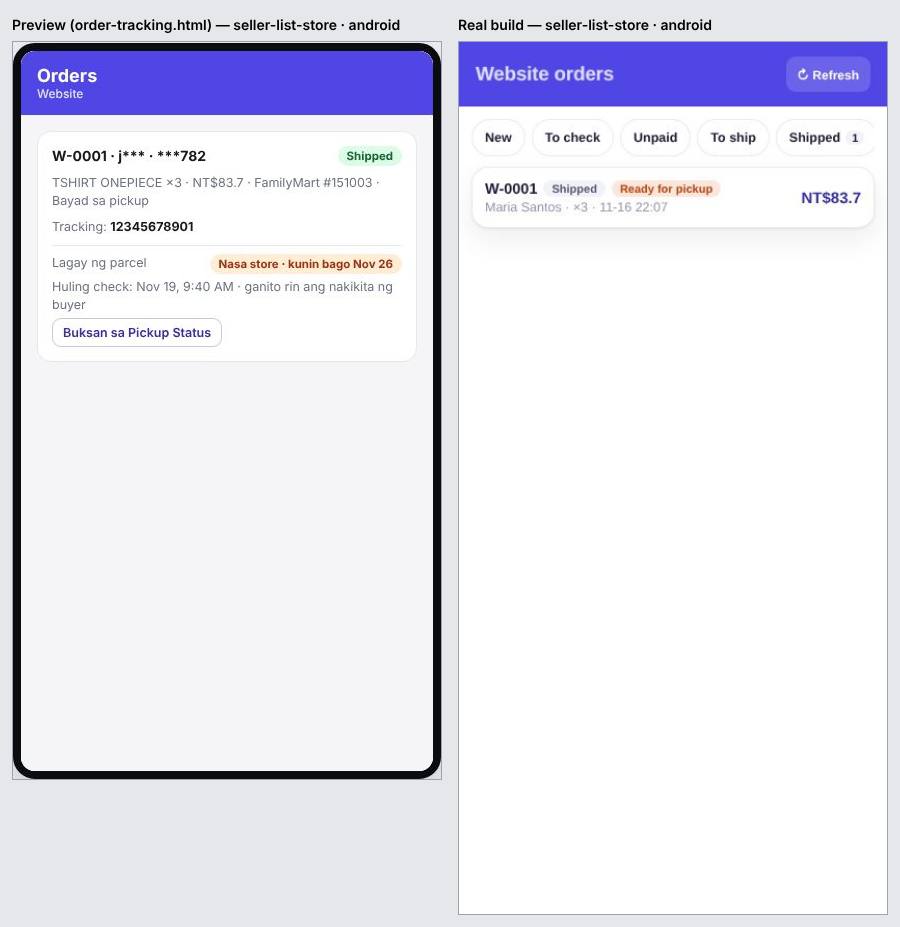 Preview (order-tracking.html) — seller-list-store · android
Orders
Website
W-0001 · j*** · ***782
Shipped
TSHIRT ONEPIECE ×3 · NT$83.7 · FamilyMart #151003 ·
Bayad sa pickup
Tracking: 12345678901
Lagay ng parcel
Nasa store · kunin bago Nov 26
Huling check: Nov 19, 9:40 AM · ganito rin ang nakikita ng
buyer
Buksan sa Pickup Status
Real build — seller-list-store · android
Website orders
↻ Refresh
New
To check
Unpaid
To ship
Shipped 1
W-0001 Shipped Ready for pickup
Maria Santos · ×3 · 11-16 22:07
NT$83.7